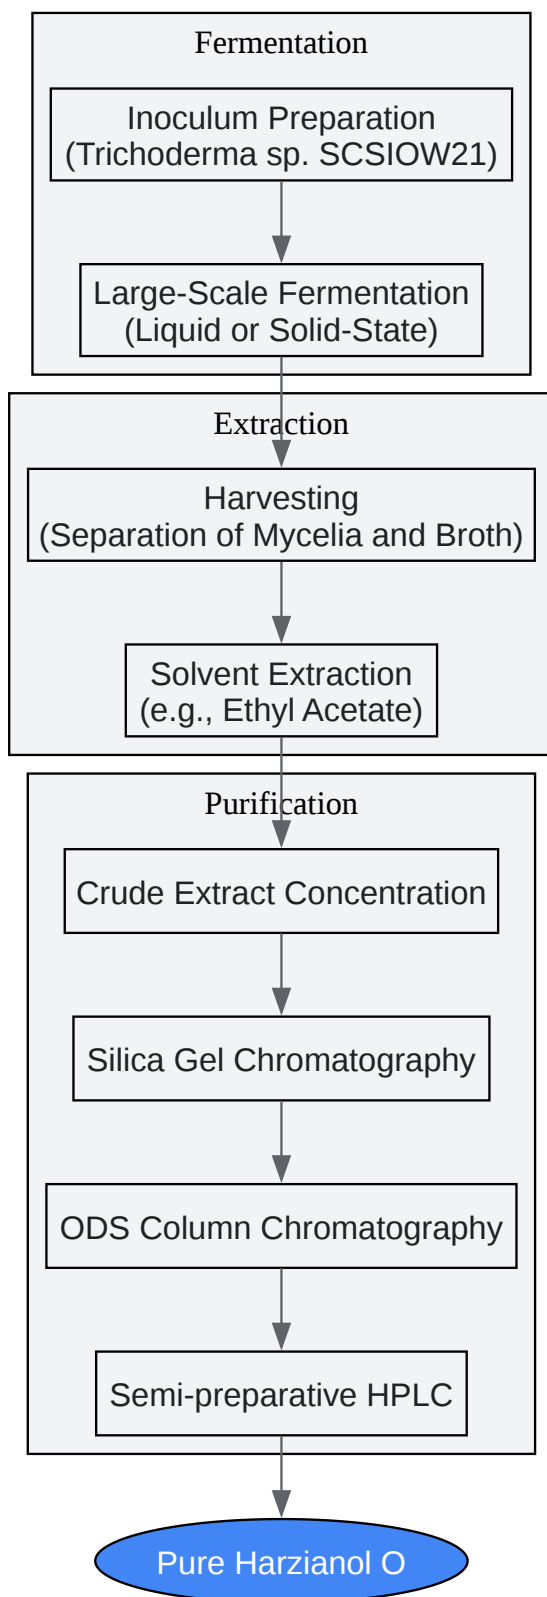 Fermentation
Inoculum Preparation
(Trichoderma sp. SCSIOW21)
Large-Scale Fermentation
(Liquid or Solid-State)
Extraction
Harvesting
(Separation of Mycelia and Broth)
Solvent Extraction
(e.g., Ethyl Acetate)
Purification
Crude Extract Concentration
Silica Gel Chromatography
ODS Column Chromatography
Semi-preparative HPLC
Pure Harzianol O